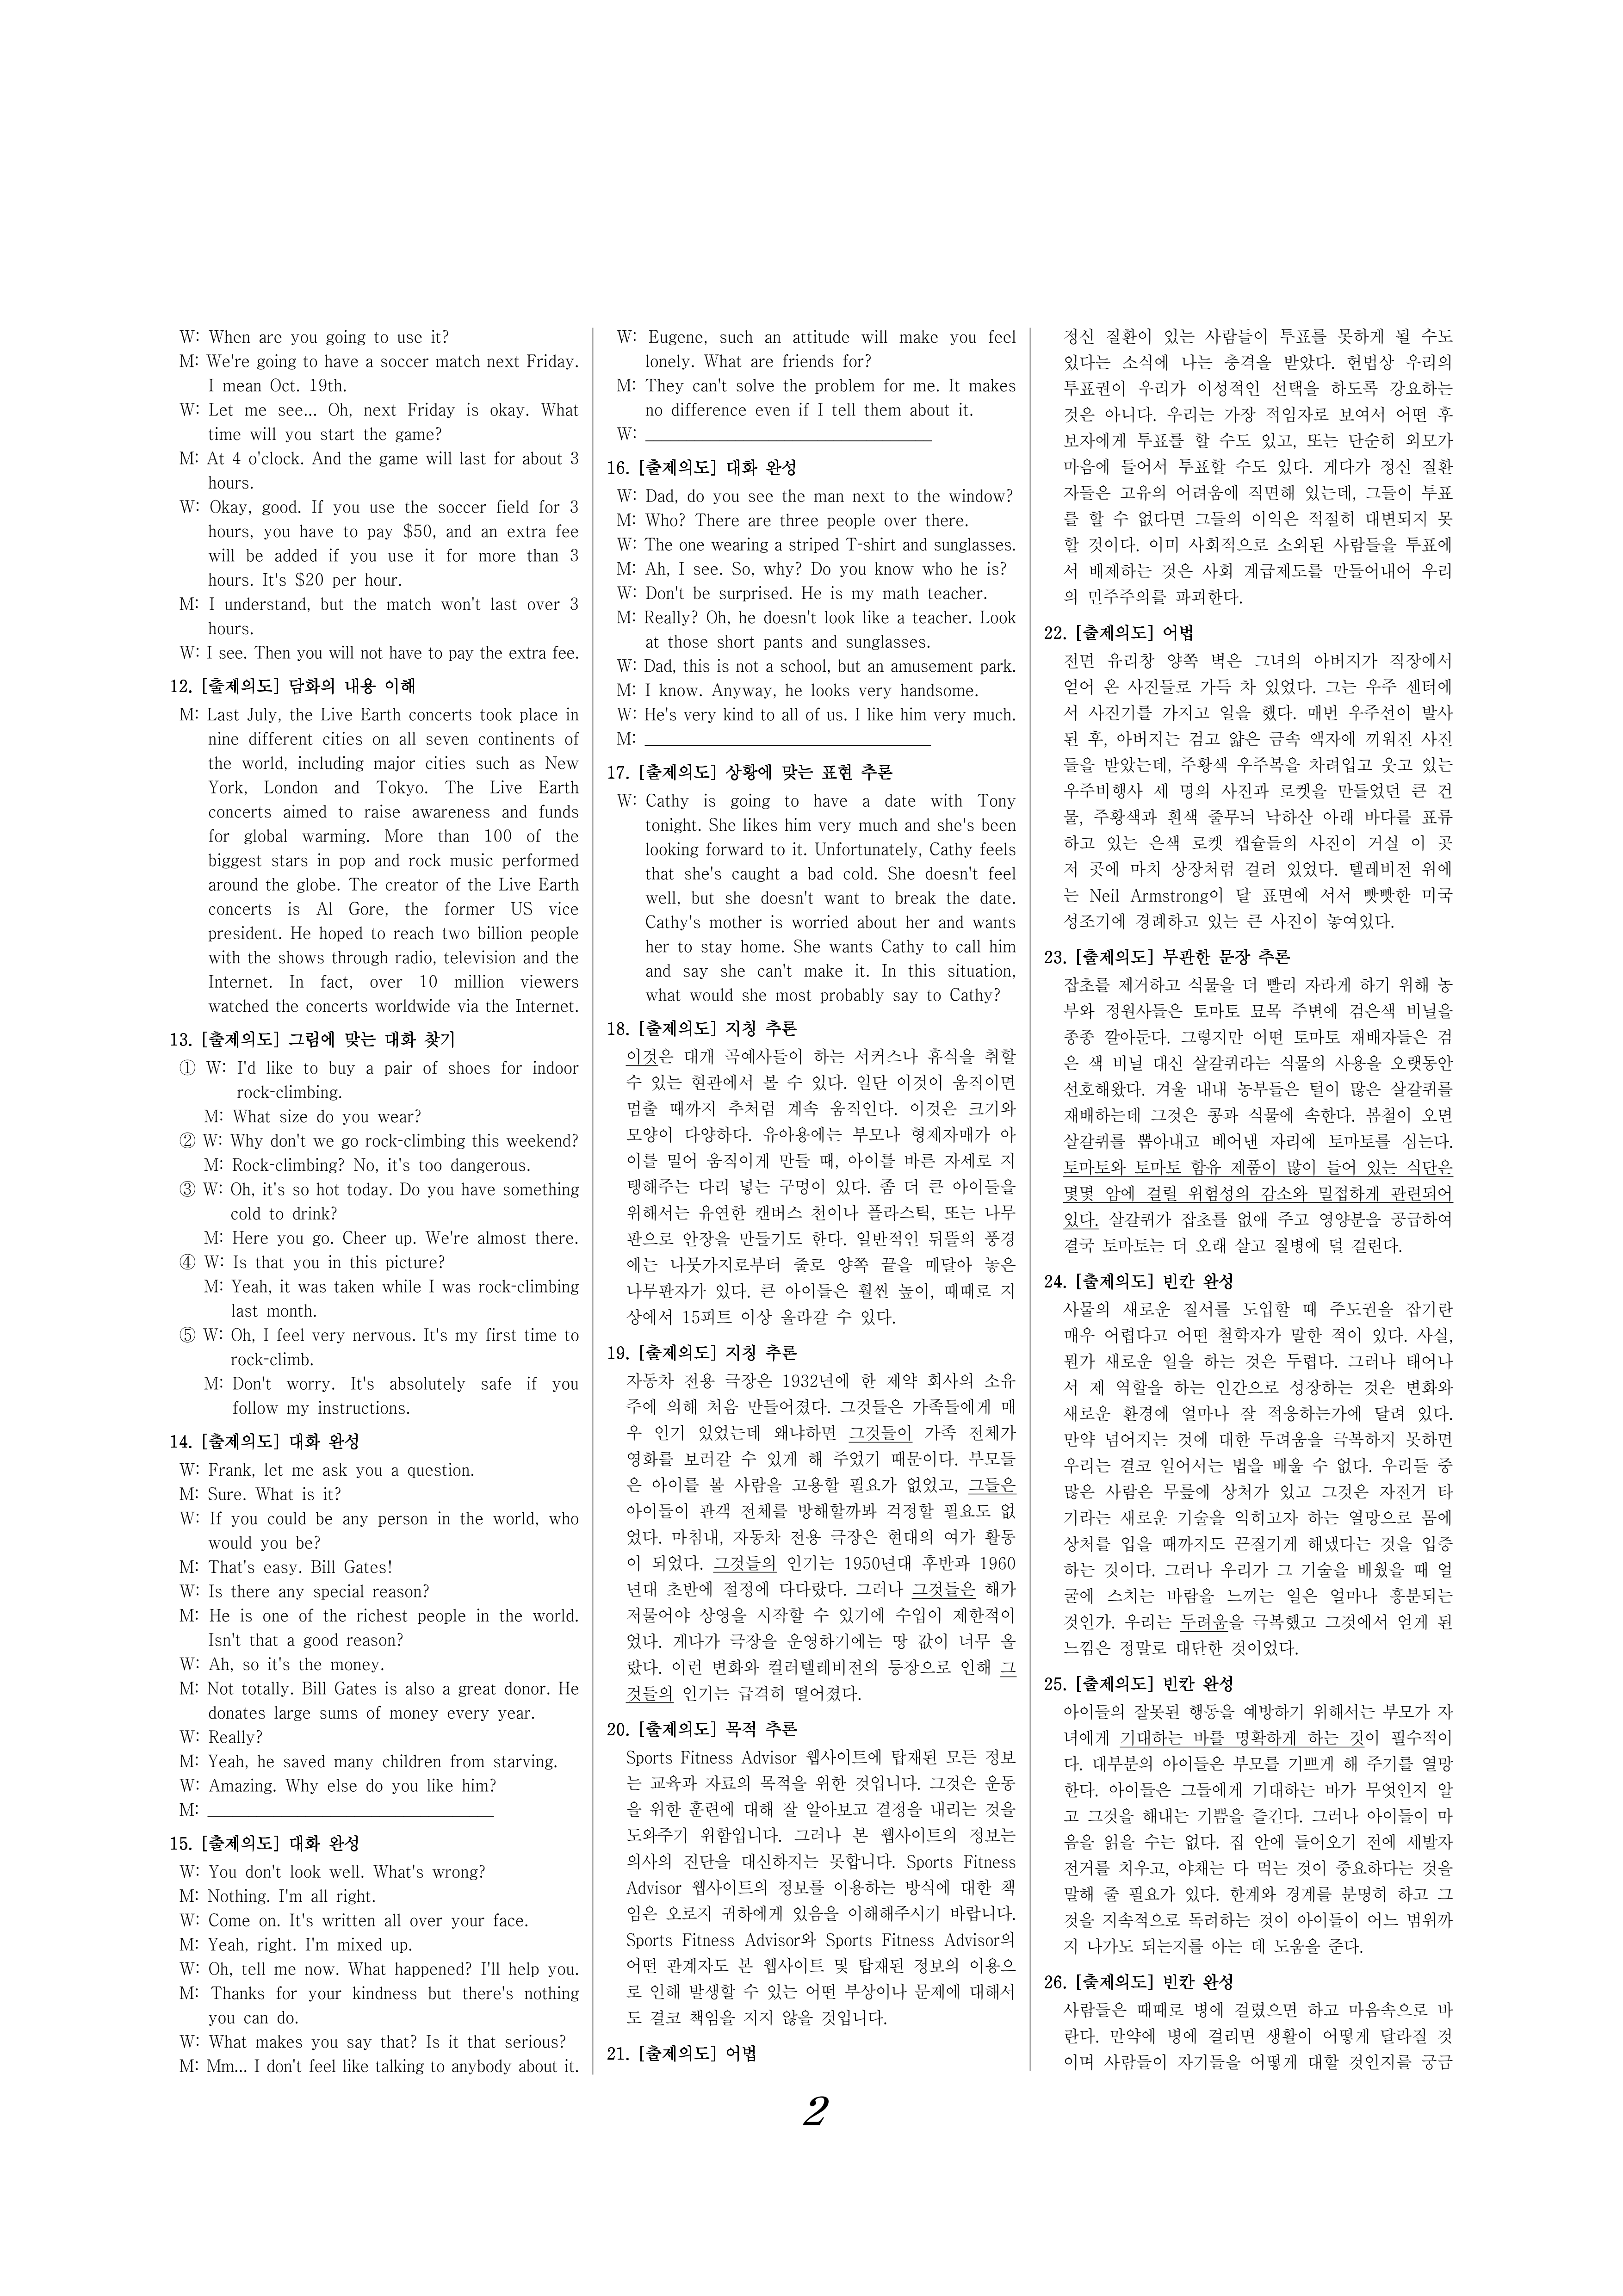 W: When are you going to use it?
M: We're going to have a soccer match next Friday.
I mean Oct. 19th.
W: Let me see... Oh, next Friday is okay. What
time will you start the game?
M: At 4 o'clock. And the game will last for about 3
hours.
W: Okay, good. If you use the soccer field for 3
hours, you have to pay $50, and an extra fee
will be added if you use it for more than 3
hours. It's $20 per hour.
M: I understand, but the match won't last over 3
hours.
W: I see. Then you will not have to pay the extra fee.
12. [출제의도] 담화의 내용 이해
M: Last July, the Live Earth concerts took place in
nine different cities on all seven continents of
the world, including major cities such as New
York, London and Tokyo. The Live Earth
concerts aimed to raise awareness and funds
for global warming. More than 100 of the
biggest stars in pop and rock music performed
around the globe. The creator of the Live Earth
concerts is Al Gore, the former US vice
president. He hoped to reach two billion people
with the shows through radio, television and the
Internet. In fact, over 10 million viewers
watched the concerts worldwide via the Internet.
13. [출제의도] 그림에 맞는 대화 찾기
① W: I'd like to buy a pair of shoes for indoor
rock-climbing.
M: What size do you wear?
② W: Why don't we go rock-climbing this weekend?
M: Rock-climbing? No, it's too dangerous.
③ W: Oh, it's so hot today. Do you have something
cold to drink?
M: Here you go. Cheer up. We're almost there.
④ W: Is that you in this picture?
M: Yeah, it was taken while I was rock-climbing
last month.
⑤ W: Oh, I feel very nervous. It's my first time to
rock-climb.
M: Don't worry. It's absolutely safe if you
follow my instructions.
14. [출제의도] 대화 완성
W: Frank, let me ask you a question.
M: Sure. What is it?
W: If you could be any person in the world, who
would you be?
M: That's easy. Bill Gates!
W: Is there any special reason?
M: He is one of the richest people in the world.
Isn't that a good reason?
W: Ah, so it's the money.
M: Not totally. Bill Gates is also a great donor. He
donates large sums of money every year.
W: Really?
M: Yeah, he saved many children from starving.
W: Amazing. Why else do you like him?
M: ____________________
15. [출제의도] 대화 완성
W: You don't look well. What's wrong?
M: Nothing. I'm all right.
W: Come on. It's written all over your face.
M: Yeah, right. I'm mixed up.
W: Oh, tell me now. What happened? I'll help you.
M: Thanks for your kindness but there's nothing
you can do.
W: What makes you say that? Is it that serious?
M: Mm... I don't feel like talking to anybody about it.
W: Eugene, such an attitude will make you feel
lonely. What are friends for?
M: They can't solve the problem for me. It makes
no difference even if I tell them about it.
W: ____________________
16. [출제의도] 대화 완성
W: Dad, do you see the man next to the window?
M: Who? There are three people over there.
W: The one wearing a striped T-shirt and sunglasses.
M: Ah, I see. So, why? Do you know who he is?
W: Don't be surprised. He is my math teacher.
M: Really? Oh, he doesn't look like a teacher. Look
at those short pants and sunglasses.
W: Dad, this is not a school, but an amusement park.
M: I know. Anyway, he looks very handsome.
W: He's very kind to all of us. I like him very much.
M: ____________________
17. [출제의도] 상황에 맞는 표현 추론
W: Cathy is going to have a date with Tony
tonight. She likes him very much and she's been
looking forward to it. Unfortunately, Cathy feels
that she's caught a bad cold. She doesn't feel
well, but she doesn't want to break the date.
Cathy's mother is worried about her and wants
her to stay home. She wants Cathy to call him
and say she can't make it. In this situation,
what would she most probably say to Cathy?
18. [출제의도] 지칭 추론
이것은 대개 곡예사들이 하는 서커스나 휴식을 취할
수 있는 현관에서 볼 수 있다. 일단 이것이 움직이면
멈출 때까지 추처럼 계속 움직인다. 이것은 크기와
모양이 다양하다. 유아용에는 부모나 형제자매가 아
이를 밀어 움직이게 만들 때, 아이를 바른 자세로 지
탱해주는 다리 넣는 구멍이 있다. 좀 더 큰 아이들을
위해서는 유연한 캔버스 천이나 플라스틱, 또는 나무
판으로 안장을 만들기도 한다. 일반적인 뒤뜰의 풍경
에는 나뭇가지로부터 줄로 양쪽 끝을 매달아 놓은
나무판자가 있다. 큰 아이들은 훨씬 높이, 때때로 지
상에서 15피트 이상 올라갈 수 있다.
19. [출제의도] 지칭 추론
자동차 전용 극장은 1932년에 한 제약 회사의 소유
주에 의해 처음 만들어졌다. 그것들은 가족들에게 매
우 인기 있었는데 왜냐하면 그것들이 가족 전체가
영화를 보러갈 수 있게 해 주었기 때문이다. 부모들
은 아이를 볼 사람을 고용할 필요가 없었고, 그들은
아이들이 관객 전체를 방해할까봐 걱정할 필요도 없
었다. 마침내, 자동차 전용 극장은 현대의 여가 활동
이 되었다. 그것들의 인기는 1950년대 후반과 1960
년대 초반에 절정에 다다랐다. 그러나 그것들은 해가
저물어야 상영을 시작할 수 있기에 수입이 제한적이
었다. 게다가 극장을 운영하기에는 땅 값이 너무 올
랐다. 이런 변화와 컬러텔레비전의 등장으로 인해 그
것들의 인기는 급격히 떨어졌다.
20. [출제의도] 목적 추론
Sports Fitness Advisor 웹사이트에 탑재된 모든 정보
는 교육과 자료의 목적을 위한 것입니다. 그것은 운동
을 위한 훈련에 대해 잘 알아보고 결정을 내리는 것을
도와주기 위함입니다. 그러나 본 웹사이트의 정보는
의사의 진단을 대신하지는 못합니다. Sports Fitness
Advisor 웹사이트의 정보를 이용하는 방식에 대한 책
임은 오로지 귀하에게 있음을 이해해주시기 바랍니다.
Sports Fitness Advisor와 Sports Fitness Advisor의
어떤 관계자도 본 웹사이트 및 탑재된 정보의 이용으
로 인해 발생할 수 있는 어떤 부상이나 문제에 대해서
도 결코 책임을 지지 않을 것입니다.
21. [출제의도] 어법
정신 질환이 있는 사람들이 투표를 못하게 될 수도
있다는 소식에 나는 충격을 받았다. 헌법상 우리의
투표권이 우리가 이성적인 선택을 하도록 강요하는
것은 아니다. 우리는 가장 적임자로 보여서 어떤 후
보자에게 투표를 할 수도 있고, 또는 단순히 외모가
마음에 들어서 투표할 수도 있다. 게다가 정신 질환
자들은 고유의 어려움에 직면해 있는데, 그들이 투표
를 할 수 없다면 그들의 이익은 적절히 대변되지 못
할 것이다. 이미 사회적으로 소외된 사람들을 투표에
서 배제하는 것은 사회 계급제도를 만들어내어 우리
의 민주주의를 파괴한다.
22. [출제의도] 어법
전면 유리창 양쪽 벽은 그녀의 아버지가 직장에서
얻어 온 사진들로 가득 차 있었다. 그는 우주 센터에
서 사진기를 가지고 일을 했다. 매번 우주선이 발사
된 후, 아버지는 검고 얇은 금속 액자에 끼워진 사진
들을 받았는데, 주황색 우주복을 차려입고 웃고 있는
우주비행사 세 명의 사진과 로켓을 만들었던 큰 건
물, 주황색과 흰색 줄무늬 낙하산 아래 바다를 표류
하고 있는 은색 로켓 캡슐들의 사진이 거실 이 곳
저 곳에 마치 상장처럼 걸려 있었다. 텔레비전 위에
는 Neil Armstrong이 달 표면에 서서 빳빳한 미국
성조기에 경례하고 있는 큰 사진이 놓여있다.
23. [출제의도] 무관한 문장 추론
잡초를 제거하고 식물을 더 빨리 자라게 하기 위해 농
부와 정원사들은 토마토 묘목 주변에 검은색 비닐을
종종 깔아둔다. 그렇지만 어떤 토마토 재배자들은 검
은 색 비닐 대신 살갈퀴라는 식물의 사용을 오랫동안
선호해왔다. 겨울 내내 농부들은 털이 많은 살갈퀴를
재배하는데 그것은 콩과 식물에 속한다. 봄철이 오면
살갈퀴를 뽑아내고 베어낸 자리에 토마토를 심는다.
토마토와 토마토 함유 제품이 많이 들어 있는 식단은
몇몇 암에 걸릴 위험성의 감소와 밀접하게 관련되어
있다. 살갈퀴가 잡초를 없애 주고 영양분을 공급하여
결국 토마토는 더 오래 살고 질병에 덜 걸린다.
24. [출제의도] 빈칸 완성
사물의 새로운 질서를 도입할 때 주도권을 잡기란
매우 어렵다고 어떤 철학자가 말한 적이 있다. 사실,
뭔가 새로운 일을 하는 것은 두렵다. 그러나 태어나
서 제 역할을 하는 인간으로 성장하는 것은 변화와
새로운 환경에 얼마나 잘 적응하는가에 달려 있다.
만약 넘어지는 것에 대한 두려움을 극복하지 못하면
우리는 결코 일어서는 법을 배울 수 없다. 우리들 중
많은 사람은 무릎에 상처가 있고 그것은 자전거 타
기라는 새로운 기술을 익히고자 하는 열망으로 몸에
상처를 입을 때까지도 끈질기게 해냈다는 것을 입증
하는 것이다. 그러나 우리가 그 기술을 배웠을 때 얼
굴에 스치는 바람을 느끼는 일은 얼마나 흥분되는
것인가. 우리는 두려움을 극복했고 그것에서 얻게 된
느낌은 정말로 대단한 것이었다.
25. [출제의도] 빈칸 완성
아이들의 잘못된 행동을 예방하기 위해서는 부모가 자
녀에게 기대하는 바를 명확하게 하는 것이 필수적이
다. 대부분의 아이들은 부모를 기쁘게 해 주기를 열망
한다. 아이들은 그들에게 기대하는 바가 무엇인지 알
고 그것을 해내는 기쁨을 즐긴다. 그러나 아이들이 마
음을 읽을 수는 없다. 집 안에 들어오기 전에 세발자
전거를 치우고, 야채는 다 먹는 것이 중요하다는 것을
말해 줄 필요가 있다. 한계와 경계를 분명히 하고 그
것을 지속적으로 독려하는 것이 아이들이 어느 범위까
지 나가도 되는지를 아는 데 도움을 준다.
26. [출제의도] 빈칸 완성
사람들은 때때로 병에 걸렸으면 하고 마음속으로 바
란다. 만약에 병에 걸리면 생활이 어떻게 달라질 것
이며 사람들이 자기들을 어떻게 대할 것인지를 궁금
2